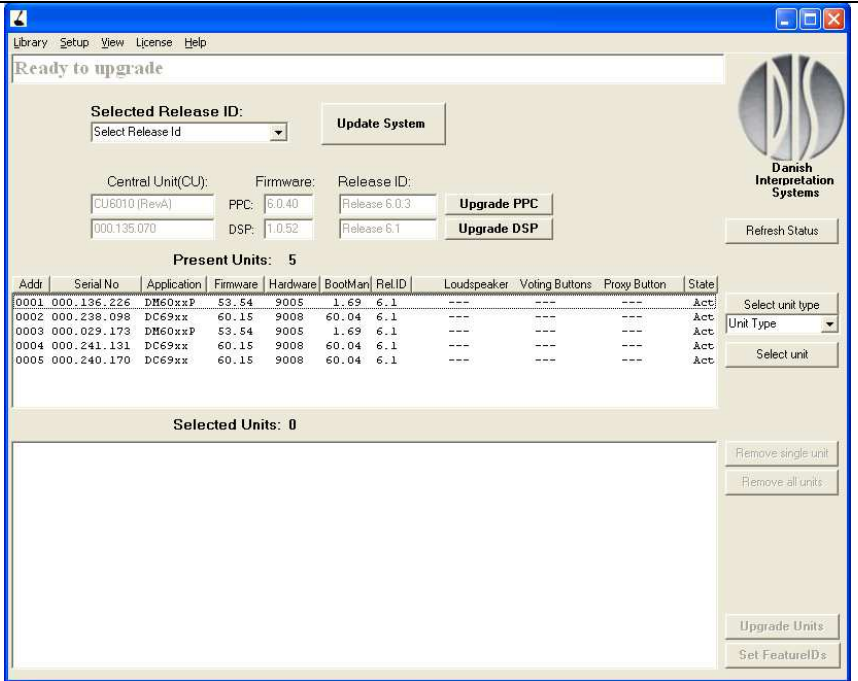 Library Setup View License Help
Ready to upgrade
Selected Release ID:
Select Release Id
Update System
DIS
Danish
Interpretation
Systems
Central Unit(CU): Firmware: Release ID:
CU6010 (RevA) PPC: 6.0.40 Release 6.0.3 Upgrade PPC
000.135.070 DSP: 1.0.52 Release 6.1 Upgrade DSP
Refresh Status
Present Units: 5
Addr Serial No Application Firmware Hardware BootMan Rel.ID Loudspeaker Voting Buttons Proxy Button State
0001 000.136.226 DM60xxP 53.54 9005 1.69 6.1 --- --- --- Act
0002 000.238.098 DC69xx 60.15 9008 60.04 6.1 --- --- --- Act
0003 000.029.173 DM60xxP 53.54 9005 1.69 6.1 --- --- --- Act
0004 000.241.131 DC69xx 60.15 9008 60.04 6.1 --- --- --- Act
0005 000.240.170 DC69xx 60.15 9008 60.04 6.1 --- --- --- Act
Select unit type
Unit Type
Select unit
Selected Units: 0
Remove single unit
Remove all units
Upgrade Units
Set FeatureIDs